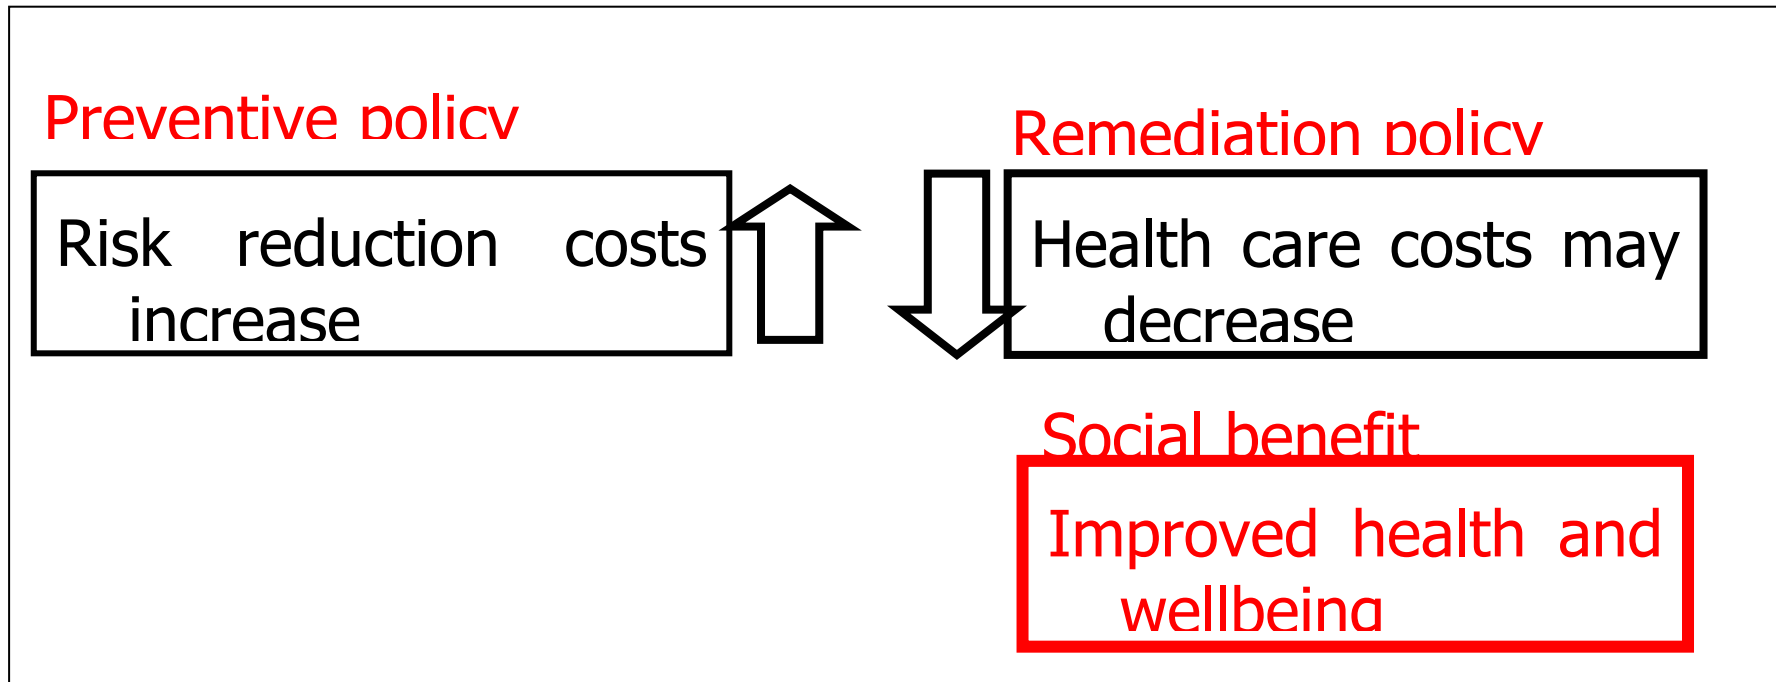 Preventive policy
Remediation policy
Risk reduction costs
increase
Health care costs may
decrease
Social benefit
Improved health and
wellbeing